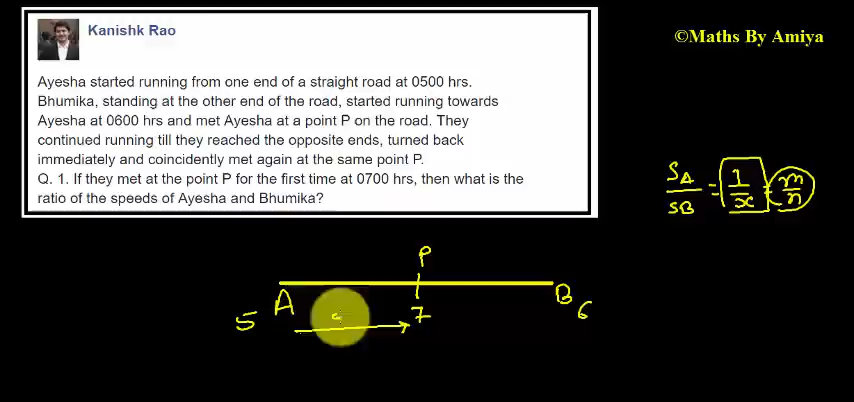 Kanishk Rao
©Maths By Amiya
Ayesha started running from one end of a straight road at 0500 hrs.
Bhumika, standing at the other end of the road, started running towards
Ayesha at 0600 hrs and met Ayesha at a point P on the road. They
continued running till they reached the opposite ends, turned back
immediately and coincidently met again at the same point P.
Q. 1. If they met at the point P for the first time at 0700 hrs, then what is the
ratio of the speeds of Ayesha and Bhumika?
SA/SB = 1/x = m/n
P
A
B
5
7
6